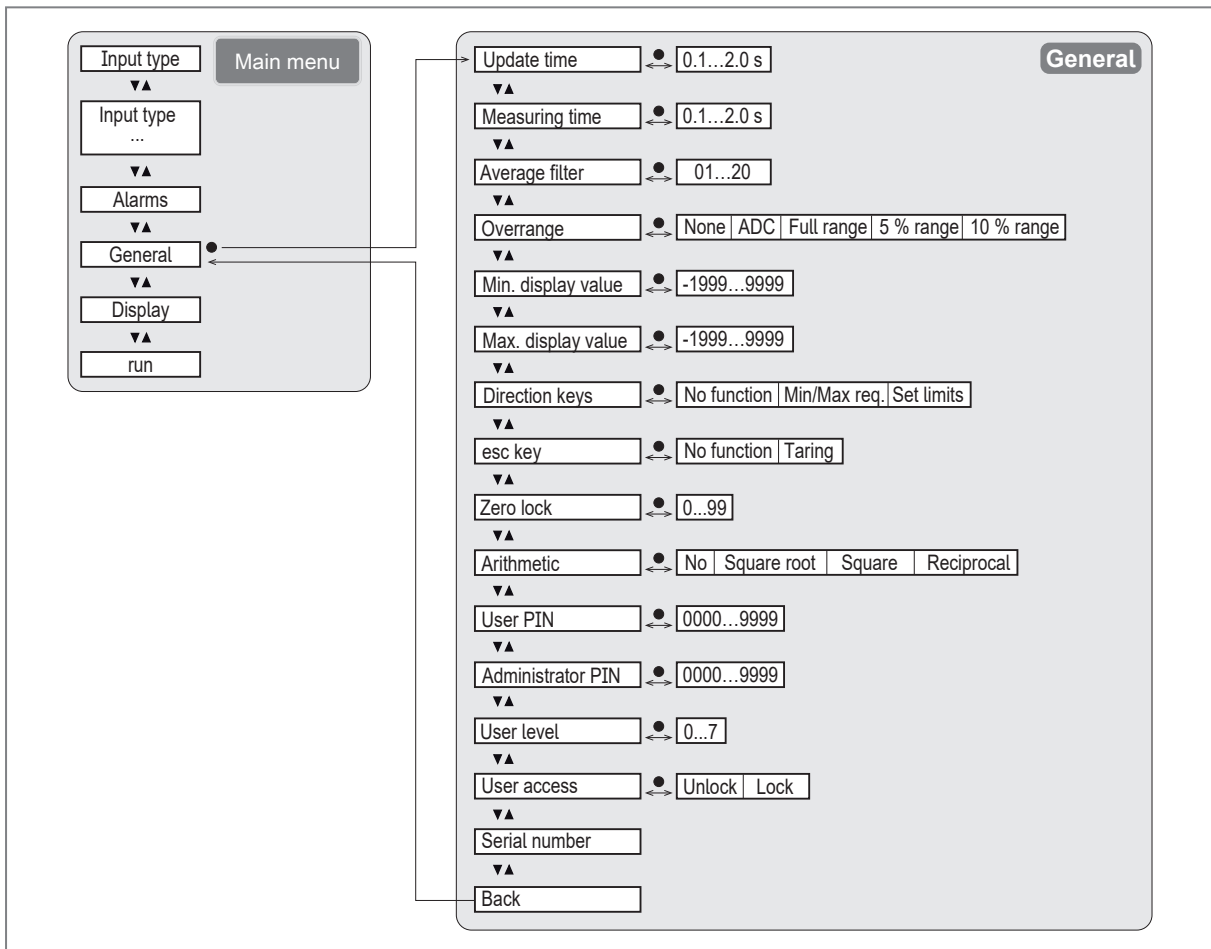 Main menu
Input type
▼▲
Input type
...
▼▲
Alarms
▼▲
General
▼▲
Display
▼▲
run
General
Update time 0.1…2.0 s
▼▲
Measuring time 0.1…2.0 s
▼▲
Average filter 01…20
▼▲
Overrange None ADC Full range 5 % range 10 % range
▼▲
Min. display value -1999…9999
▼▲
Max. display value -1999…9999
▼▲
Direction keys No function Min/Max req. Set limits
▼▲
esc key No function Taring
▼▲
Zero lock 0...99
▼▲
Arithmetic No Square root Square Reciprocal
▼▲
User PIN 0000…9999
▼▲
Administrator PIN 0000…9999
▼▲
User level 0...7
▼▲
User access Unlock Lock
▼▲
Serial number
▼▲
Back